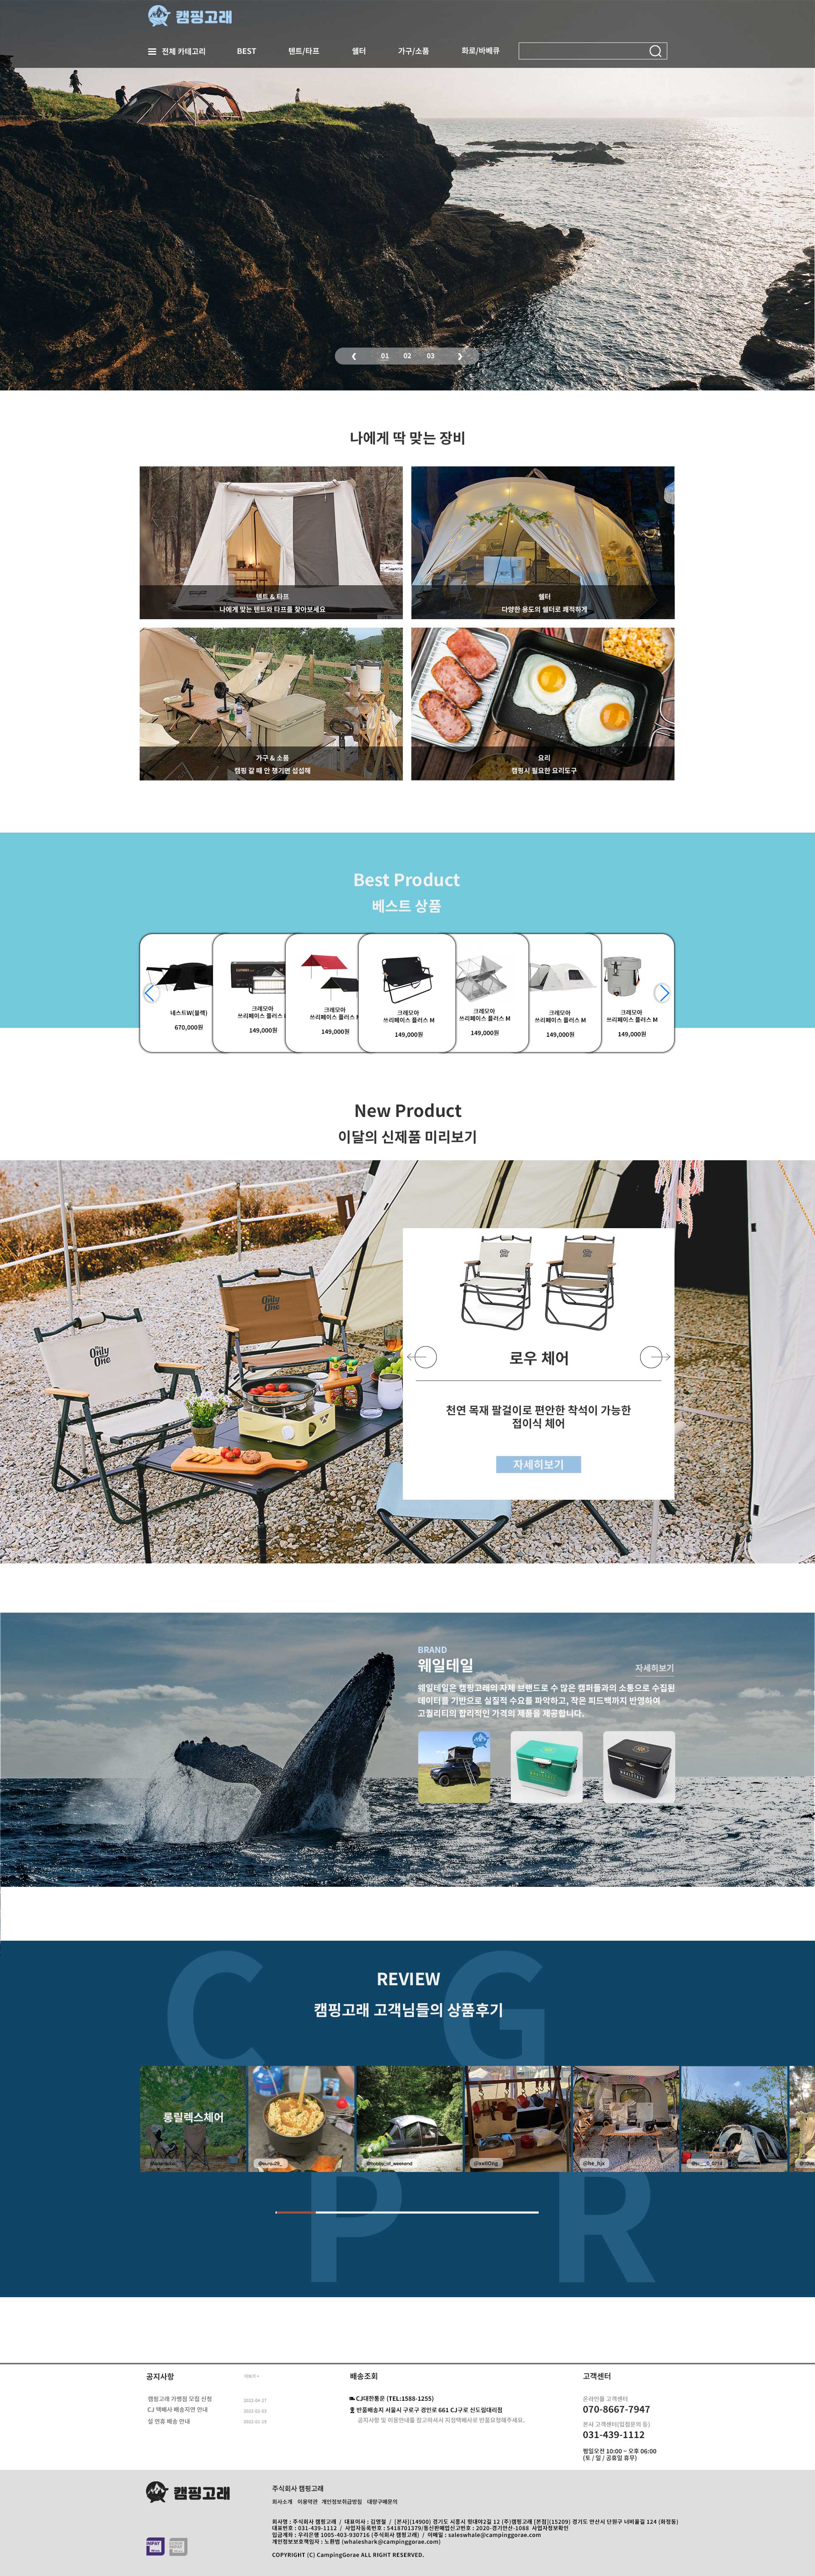 캠핑고래
전체 카테고리 BEST 텐트/타프 쉘터 가구/소품 화로/바베큐
01 02 03
나에게 딱 맞는 장비
텐트 & 타프
나에게 맞는 텐트와 타프를 찾아보세요
쉘터
다양한 용도의 쉘터로 쾌적하게
가구 & 소품
캠핑 갈 때 안 챙기면 섭섭해
요리
캠핑시 필요한 요리도구
Best Product
베스트 상품
네스트W(블랙)
670,000원
크레모아
쓰리페이스 플러스
149,000원
크레모아
쓰리페이스 플러스
149,000원
크레모아
쓰리페이스 플러스 M
149,000원
크레모아
쓰리페이스 플러스 M
149,000원
크레모아
쓰리페이스 플러스 M
149,000원
크레모아
쓰리페이스 플러스 M
149,000원
New Product
이달의 신제품 미리보기
Only One
Only One
로우 체어
천연 목재 팔걸이로 편안한 착석이 가능한
접이식 체어
자세히보기
BRAND
웨일테일
자세히보기
웨일테일은 캠핑고래의 자체 브랜드로 수 많은 캠퍼들과의 소통으로 수집된
데이터를 기반으로 실질적 수요를 파악하고, 작은 피드백까지 반영하여
고퀄리티의 합리적인 가격의 제품을 제공합니다.
C G
REVIEW
캠핑고래 고객님들의 상품후기
롱릴렉스체어
@hobby_of_weekend
P R
공지사항
캠핑고래 가맹점 모집 신청 2022-04-27
CJ 택배사 배송지연 안내
설 연휴 배송 안내
배송조회
CJ대한통운 (TEL:1588-1255)
반품배송지 서울시 구로구 경인로 661 CJ구로 신도림대리점
공지사항 및 이용안내를 참고하셔서 지정택배사로 반품요청해주세요.
고객센터
온라인몰 고객센터
070-8667-7947
본사 고객센터(입점문의 등)
031-439-1112
평일오전 10:00 ~ 오후 06:00
(토 / 일 / 공휴일 휴무)
캠핑고래
주식회사 캠핑고래
회사소개 이용약관 개인정보취급방침 대량구매문의
회사명 : 주식회사 캠핑고래 / 대표이사 : 김영철 / [본사](14900) 경기도 시흥시 뒷대여2길 12 (주)캠핑고래 [본점](15209) 경기도 안산시 단원구 너비울길 124 (화정동)
대표번호 : 031-439-1112 / 사업자등록번호 : 5418701379/통신판매업신고번호 : 2020-경기안산-1088 사업자정보확인
입금계좌 : 우리은행 1005-403-930716 (주식회사 캠핑고래) / 이메일 : saleswhale@campinggorae.com
개인정보보호책임자 : 노환범 (whaleshark@campinggorae.com)
COPYRIGHT (C) CampingGorae ALL RIGHT RESERVED.